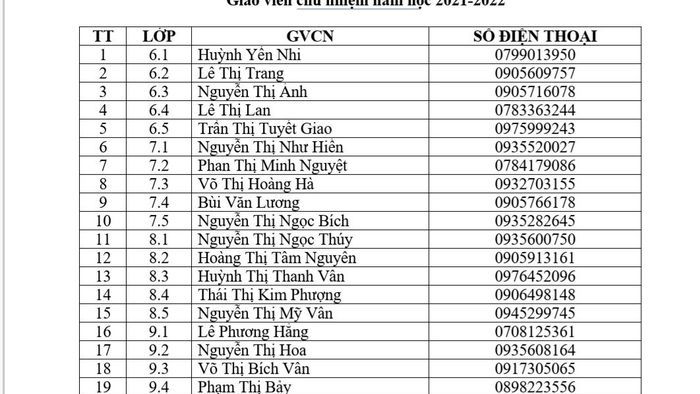 Giáo viên chủ nhiệm năm học 2021-2022
TT LỚP GVCN SỐ ĐIỆN THOẠI
1 6.1 Huỳnh Yên Nhi 0799013950
2 6.2 Lê Thị Trang 0905609757
3 6.3 Nguyễn Thị Ánh 0905716078
4 6.4 Lê Thị Lan 0783363244
5 6.5 Trần Thị Tuyết Giao 0975999243
6 7.1 Nguyễn Thị Như Hiền 0935520027
7 7.2 Phan Thị Minh Nguyệt 0784179086
8 7.3 Võ Thị Hoàng Hà 0932703155
9 7.4 Bùi Văn Lương 0905766178
10 7.5 Nguyễn Thị Ngọc Bích 0935282645
11 8.1 Nguyễn Thị Ngọc Thúy 0935600750
12 8.2 Hoàng Thị Tâm Nguyên 0905913161
13 8.3 Huỳnh Thị Thanh Vân 0976452096
14 8.4 Thái Thị Kim Phượng 0906498148
15 8.5 Nguyễn Thị Mỹ Vân 0945299745
16 9.1 Lê Phương Hằng 0708125361
17 9.2 Nguyễn Thị Hoa 0935608164
18 9.3 Võ Thị Bích Vân 0917305065
19 9.4 Phạm Thị Bảy 0898223556